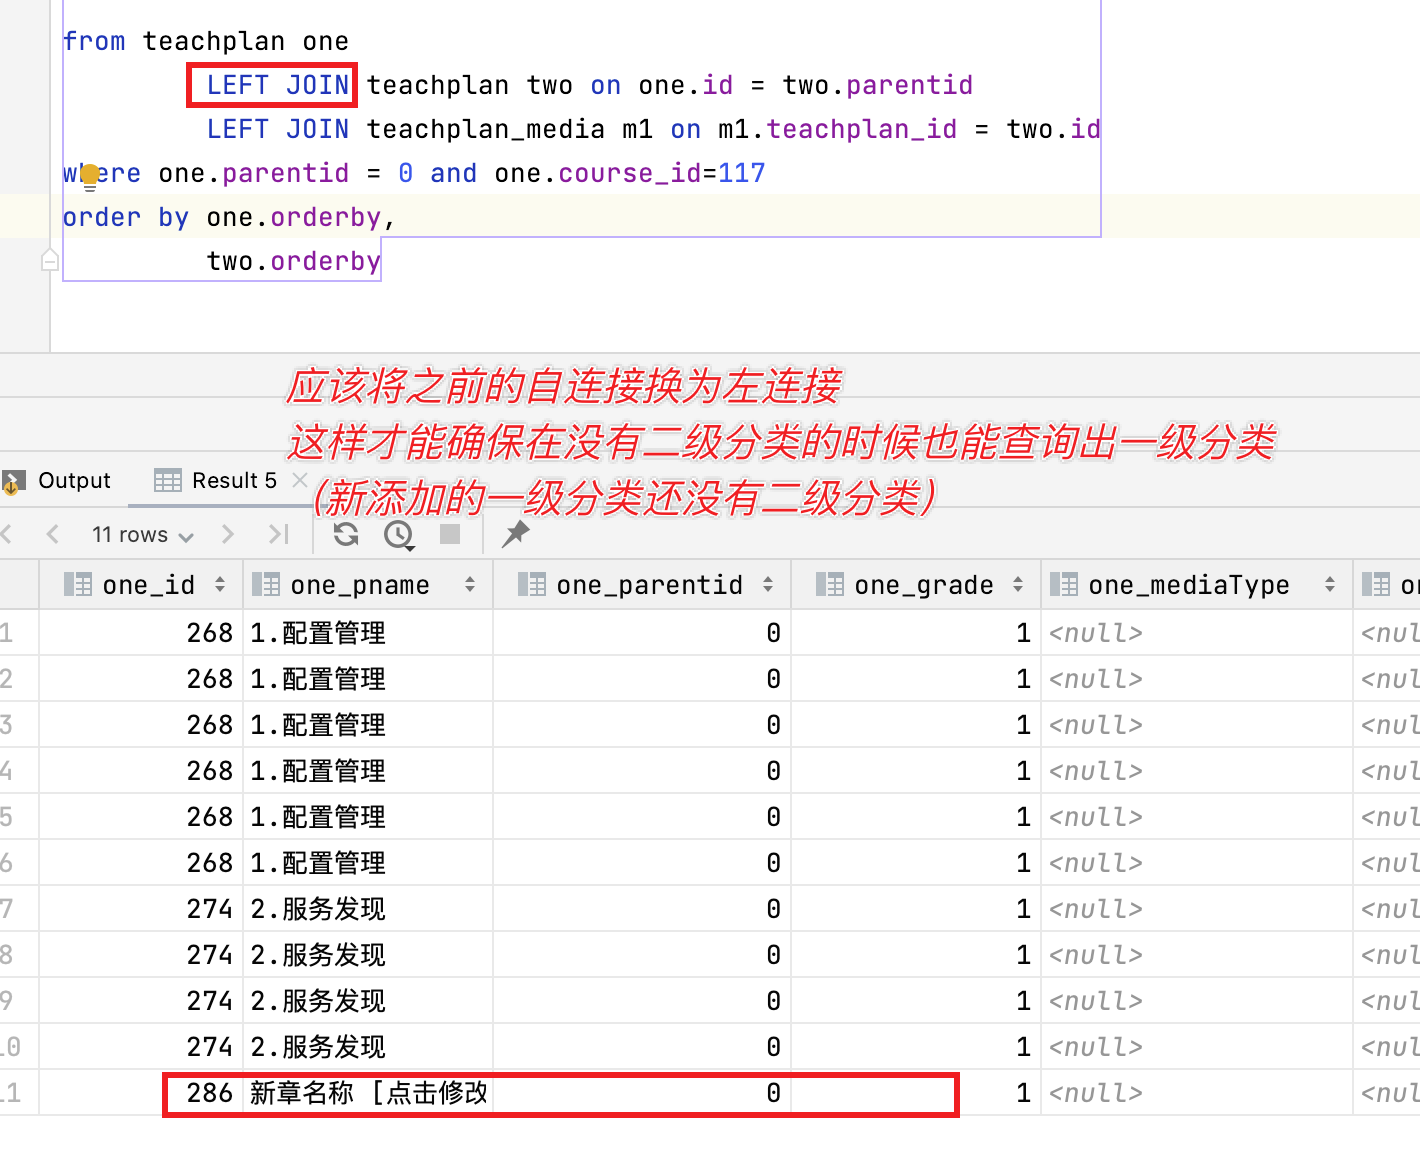 from teachplan one
LEFT JOIN teachplan two on one.id = two.parentid
LEFT JOIN teachplan_media m1 on m1.teachplan_id = two.id
where one.parentid = 0 and one.course_id=117
order by one.orderby,
two.orderby
应该将之前的自连接换为左连接
这样才能确保在没有二级分类的时候也能查询出一级分类
Output Result 5
（新添加的一级分类还没有二级分类）
11 rows
one_id one_pname one_parentid one_grade one_mediaType
1 268 1.配置管理 0 1 <null>
2 268 1.配置管理 0 1 <null>
3 268 1.配置管理 0 1 <null>
4 268 1.配置管理 0 1 <null>
5 268 1.配置管理 0 1 <null>
6 268 1.配置管理 0 1 <null>
7 274 2.服务发现 0 1 <null>
8 274 2.服务发现 0 1 <null>
9 274 2.服务发现 0 1 <null>
10 274 2.服务发现 0 1 <null>
11 286 新章名称 [点击修改 0 1 <null>